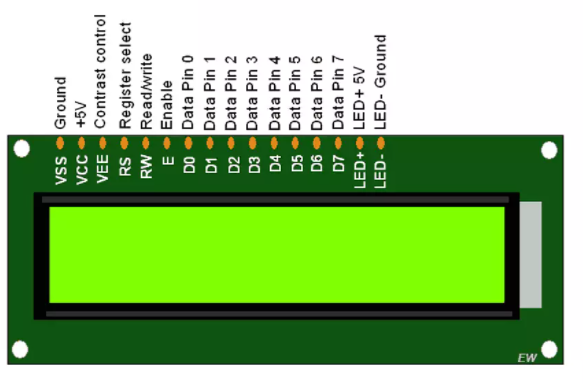 Ground
+5V
Contrast control
Register select
Read/write
Enable
Data Pin 0
Data Pin 1
Data Pin 2
Data Pin 3
Data Pin 4
Data Pin 5
Data Pin 6
Data Pin 7
LED+ 5V
LED- Ground
VSS
VCC
VEE
RS
RW
E
D0
D1
D2
D3
D4
D5
D6
D7
LED+
LED-
EW